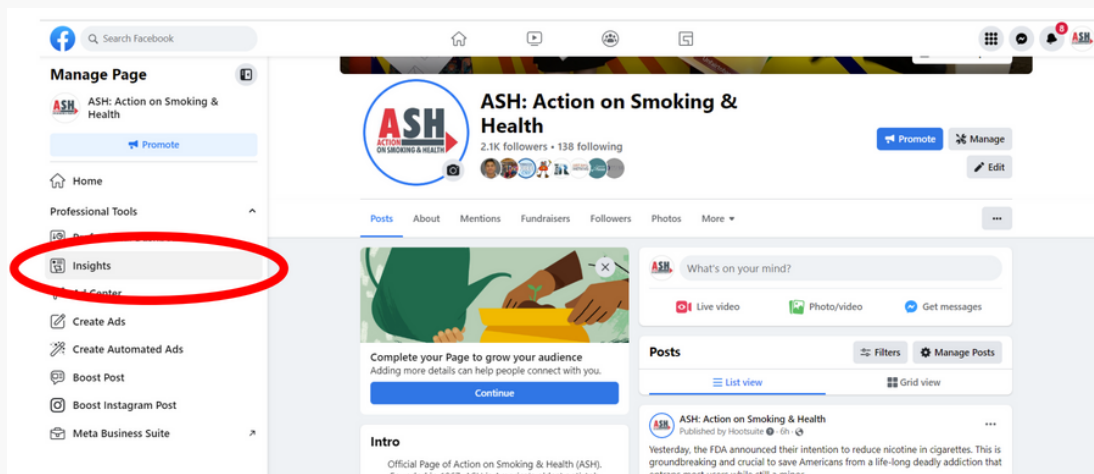 Search Facebook
8
ASH
Manage Page
ASH: Action on Smoking &
Health
Promote
Home
Professional Tools
Insights
Ad Center
Create Ads
Create Automated Ads
Boost Post
Boost Instagram Post
Meta Business Suite
ASH
ACTION
ON SMOKING & HEALTH
ASH: Action on Smoking &
Health
2.1K followers • 138 following
Promote
Manage
Edit
Posts About Mentions Fundraisers Followers Photos More
Complete your Page to grow your audience
Adding more details can help people connect with you.
Continue
Intro
Official Page of Action on Smoking & Health (ASH).
ASH
What's on your mind?
Live video Photo/video Get messages
Posts
Filters Manage Posts
List view Grid view
ASH
ASH: Action on Smoking & Health
Published by Hootsuite · 6h ·
Yesterday, the FDA announced their intention to reduce nicotine in cigarettes. This is
groundbreaking and crucial to save Americans from a life-long deadly addiction that